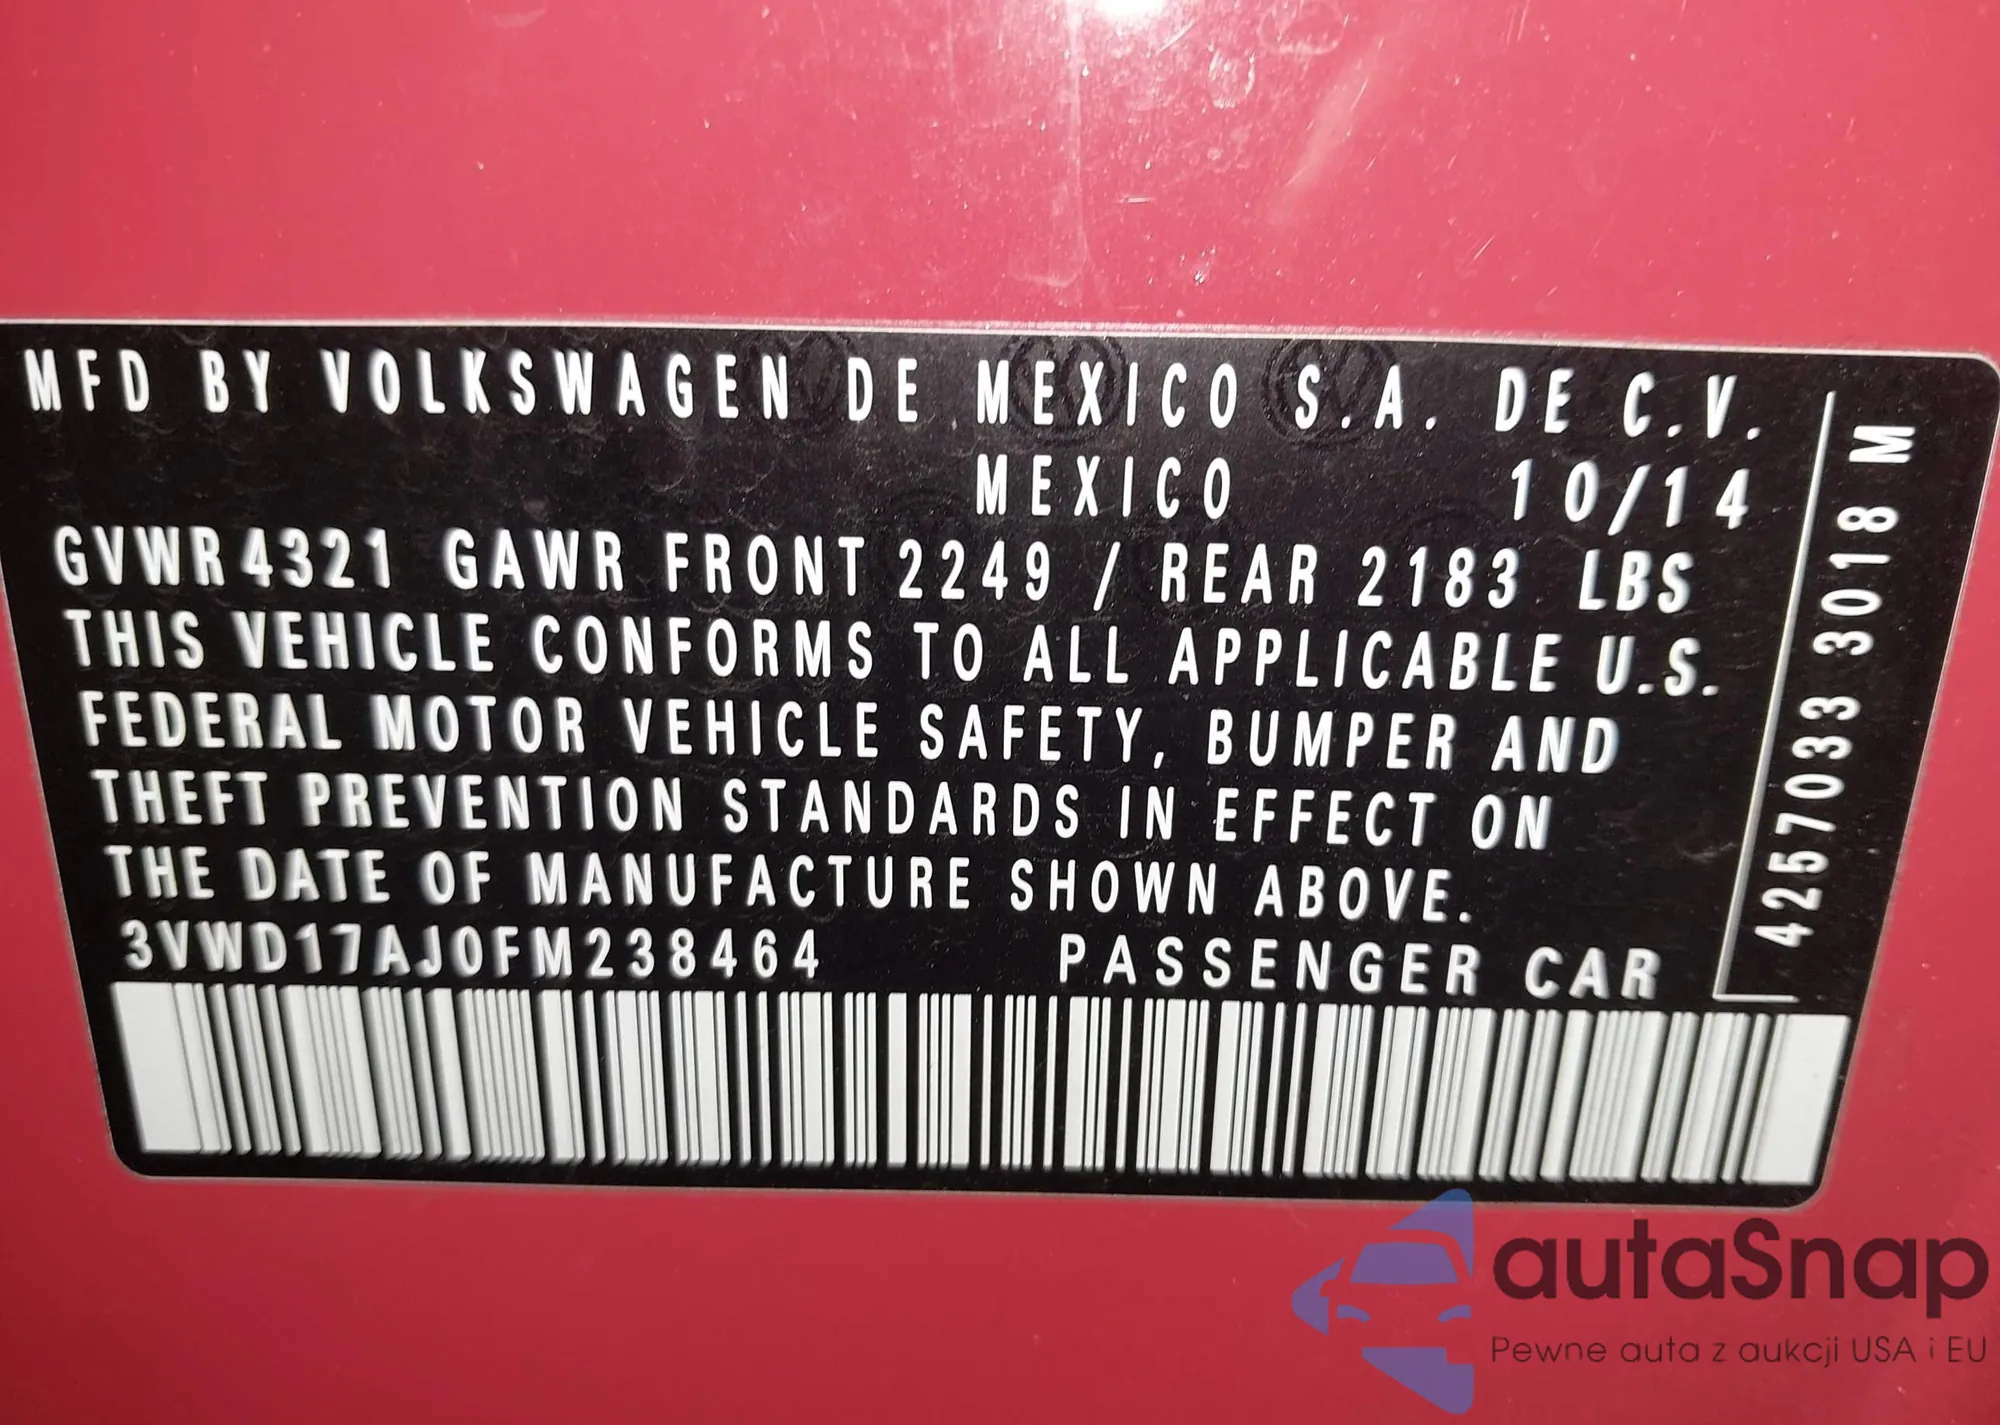 MFD BY VOLKSWAGEN DE MEXICO S.A. DE C.V.
MEXICO 10/14
GVWR 4321 GAWR FRONT 2249 / REAR 2183 LBS
THIS VEHICLE CONFORMS TO ALL APPLICABLE U.S.
FEDERAL MOTOR VEHICLE SAFETY, BUMPER AND
THEFT PREVENTION STANDARDS IN EFFECT ON
THE DATE OF MANUFACTURE SHOWN ABOVE.
3VWD17AJ0FM238464 PASSENGER CAR
4257033 3018 M
autaSnap
Pewne auta z aukcji USA i EU